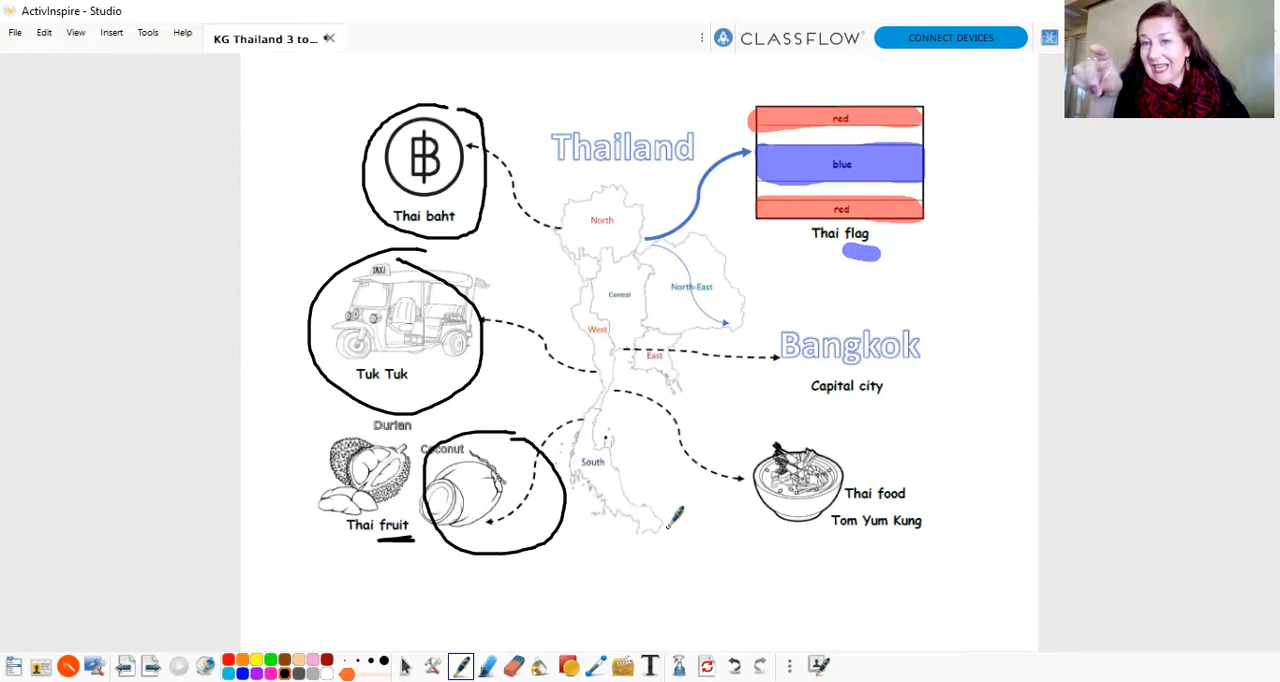 ActivInspire - Studio
File Edit View Insert Tools Help
KG Thailand 3 to...
CLASSFLOW
CONNECT DEVICES
Thailand
Thai baht
red
blue
red
Thai flag
North
North-East
Central
West
East
TAXI
Tuk Tuk
Bangkok
Capital city
Durian
Coconut
South
Thai fruit
Thai food
Tom Yum Kung